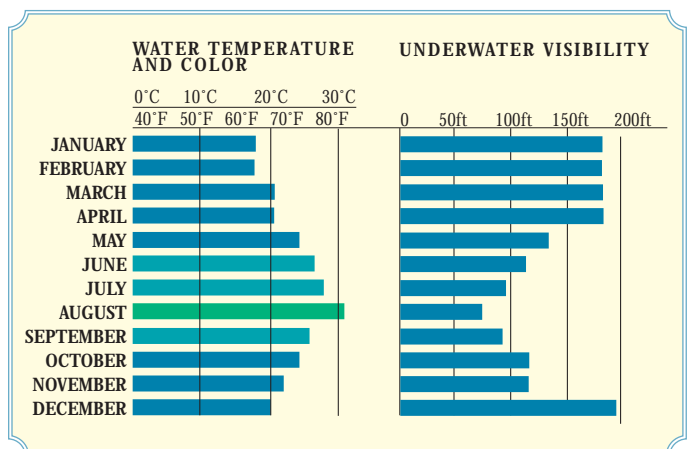 WATER TEMPERATURE
AND COLOR
UNDERWATER VISIBILITY
0˚C 10˚C 20˚C 30˚C
40˚F 50˚F 60˚F 70˚F 80˚F
0 50ft 100ft 150ft 200ft
JANUARY
FEBRUARY
MARCH
APRIL
MAY
JUNE
JULY
AUGUST
SEPTEMBER
OCTOBER
NOVEMBER
DECEMBER